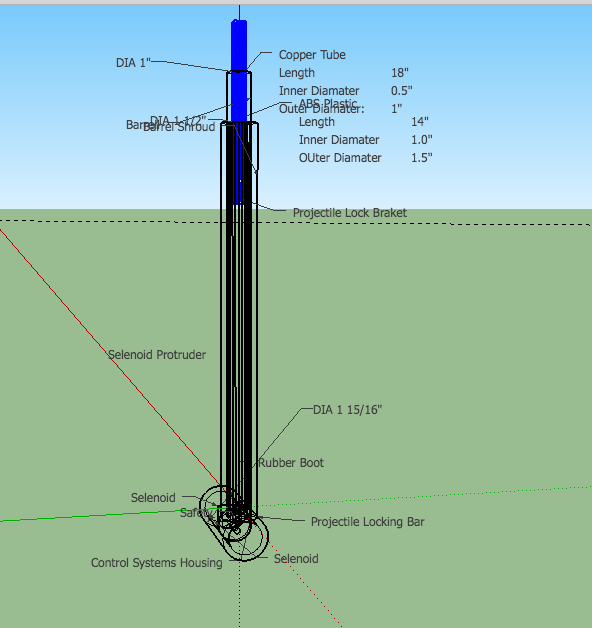 DIA 1"
Copper Tube
Length 18"
Inner Diamater 0.5"
ABS Plastic
Outer Diamater: 1"
DIA 1 1/2"
Length 14"
Barrel
Barrel Shroud
Inner Diamater 1.0"
OUter Diamater 1.5"
Projectile Lock Braket
Selenoid Protruder
DIA 1 15/16"
Rubber Boot
Selenoid
Safety
Projectile Locking Bar
Control Systems Housing
Selenoid